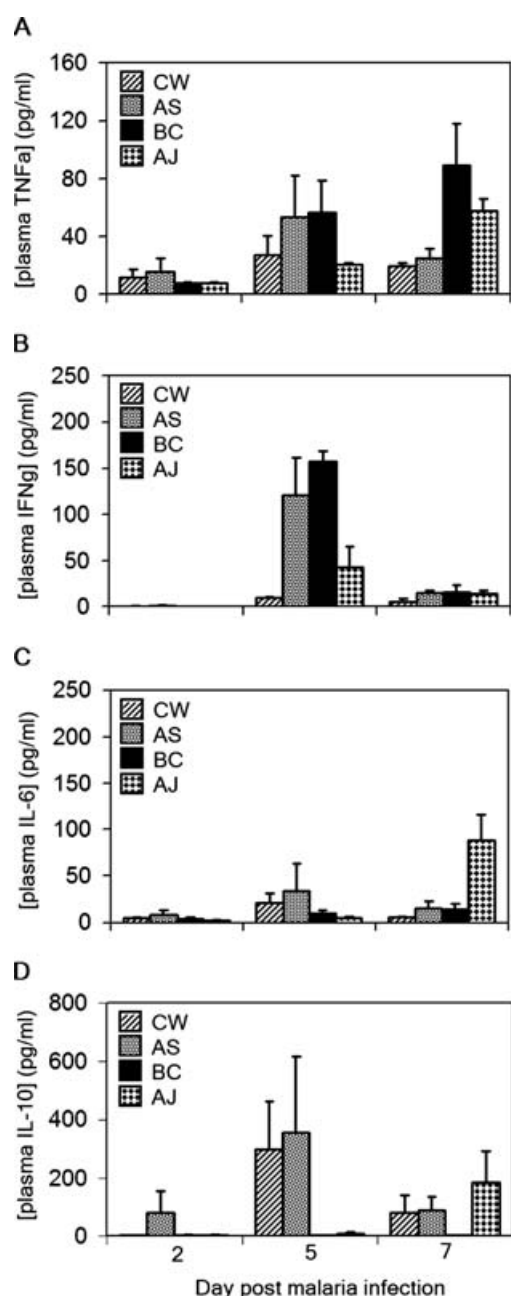 A
[plasma TNFa] (pg/ml)
160
120
80
40
0
CW
AS
BC
AJ
B
[plasma IFNg] (pg/ml)
250
200
150
100
50
0
CW
AS
BC
AJ
C
[plasma IL-6] (pg/ml)
250
200
150
100
50
0
CW
AS
BC
AJ
D
[plasma IL-10] (pg/ml)
800
600
400
200
0
CW
AS
BC
AJ
2 5 7
Day post malaria infection